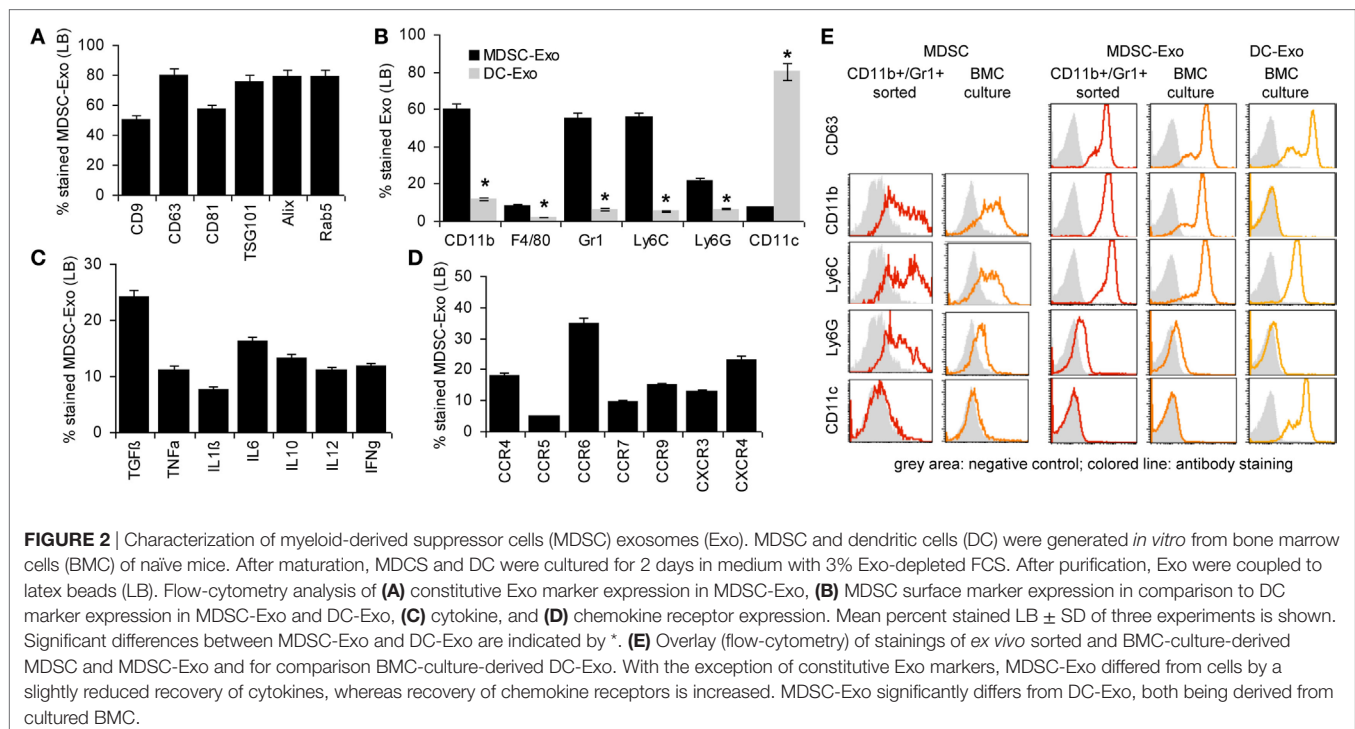 A
% stained MDSC-Exo (LB)
100
80
60
40
20
0
CD9
CD63
CD81
TSG101
Alix
Rab5
B
% stained Exo (LB)
100
80
60
40
20
0
MDSC-Exo
DC-Exo
*
*
*
*
*
*
CD11b
F4/80
Gr1
Ly6C
Ly6G
CD11c
C
% stained MDSC-Exo (LB)
30
20
10
0
TGFß
TNFa
IL1ß
IL6
IL10
IL12
IFNg
D
% stained MDSC-Exo (LB)
50
40
30
20
10
0
CCR4
CCR5
CCR6
CCR7
CCR9
CXCR3
CXCR4
E
MDSC
MDSC-Exo
DC-Exo
CD11b+/Gr1+
sorted
BMC
culture
CD11b+/Gr1+
sorted
BMC
culture
BMC
culture
CD63
CD11b
Ly6C
Ly6G
CD11c
grey area: negative control; colored line: antibody staining
FIGURE 2 | Characterization of myeloid-derived suppressor cells (MDSC) exosomes (Exo). MDSC and dendritic cells (DC) were generated in vitro from bone marrow
cells (BMC) of naïve mice. After maturation, MDCS and DC were cultured for 2 days in medium with 3% Exo-depleted FCS. After purification, Exo were coupled to
latex beads (LB). Flow-cytometry analysis of (A) constitutive Exo marker expression in MDSC-Exo, (B) MDSC surface marker expression in comparison to DC
marker expression in MDSC-Exo and DC-Exo, (C) cytokine, and (D) chemokine receptor expression. Mean percent stained LB ± SD of three experiments is shown.
Significant differences between MDSC-Exo and DC-Exo are indicated by *. (E) Overlay (flow-cytometry) of stainings of ex vivo sorted and BMC-culture-derived
MDSC and MDSC-Exo and for comparison BMC-culture-derived DC-Exo. With the exception of constitutive Exo markers, MDSC-Exo differed from cells by a
slightly reduced recovery of cytokines, whereas recovery of chemokine receptors is increased. MDSC-Exo significantly differs from DC-Exo, both being derived from
cultured BMC.